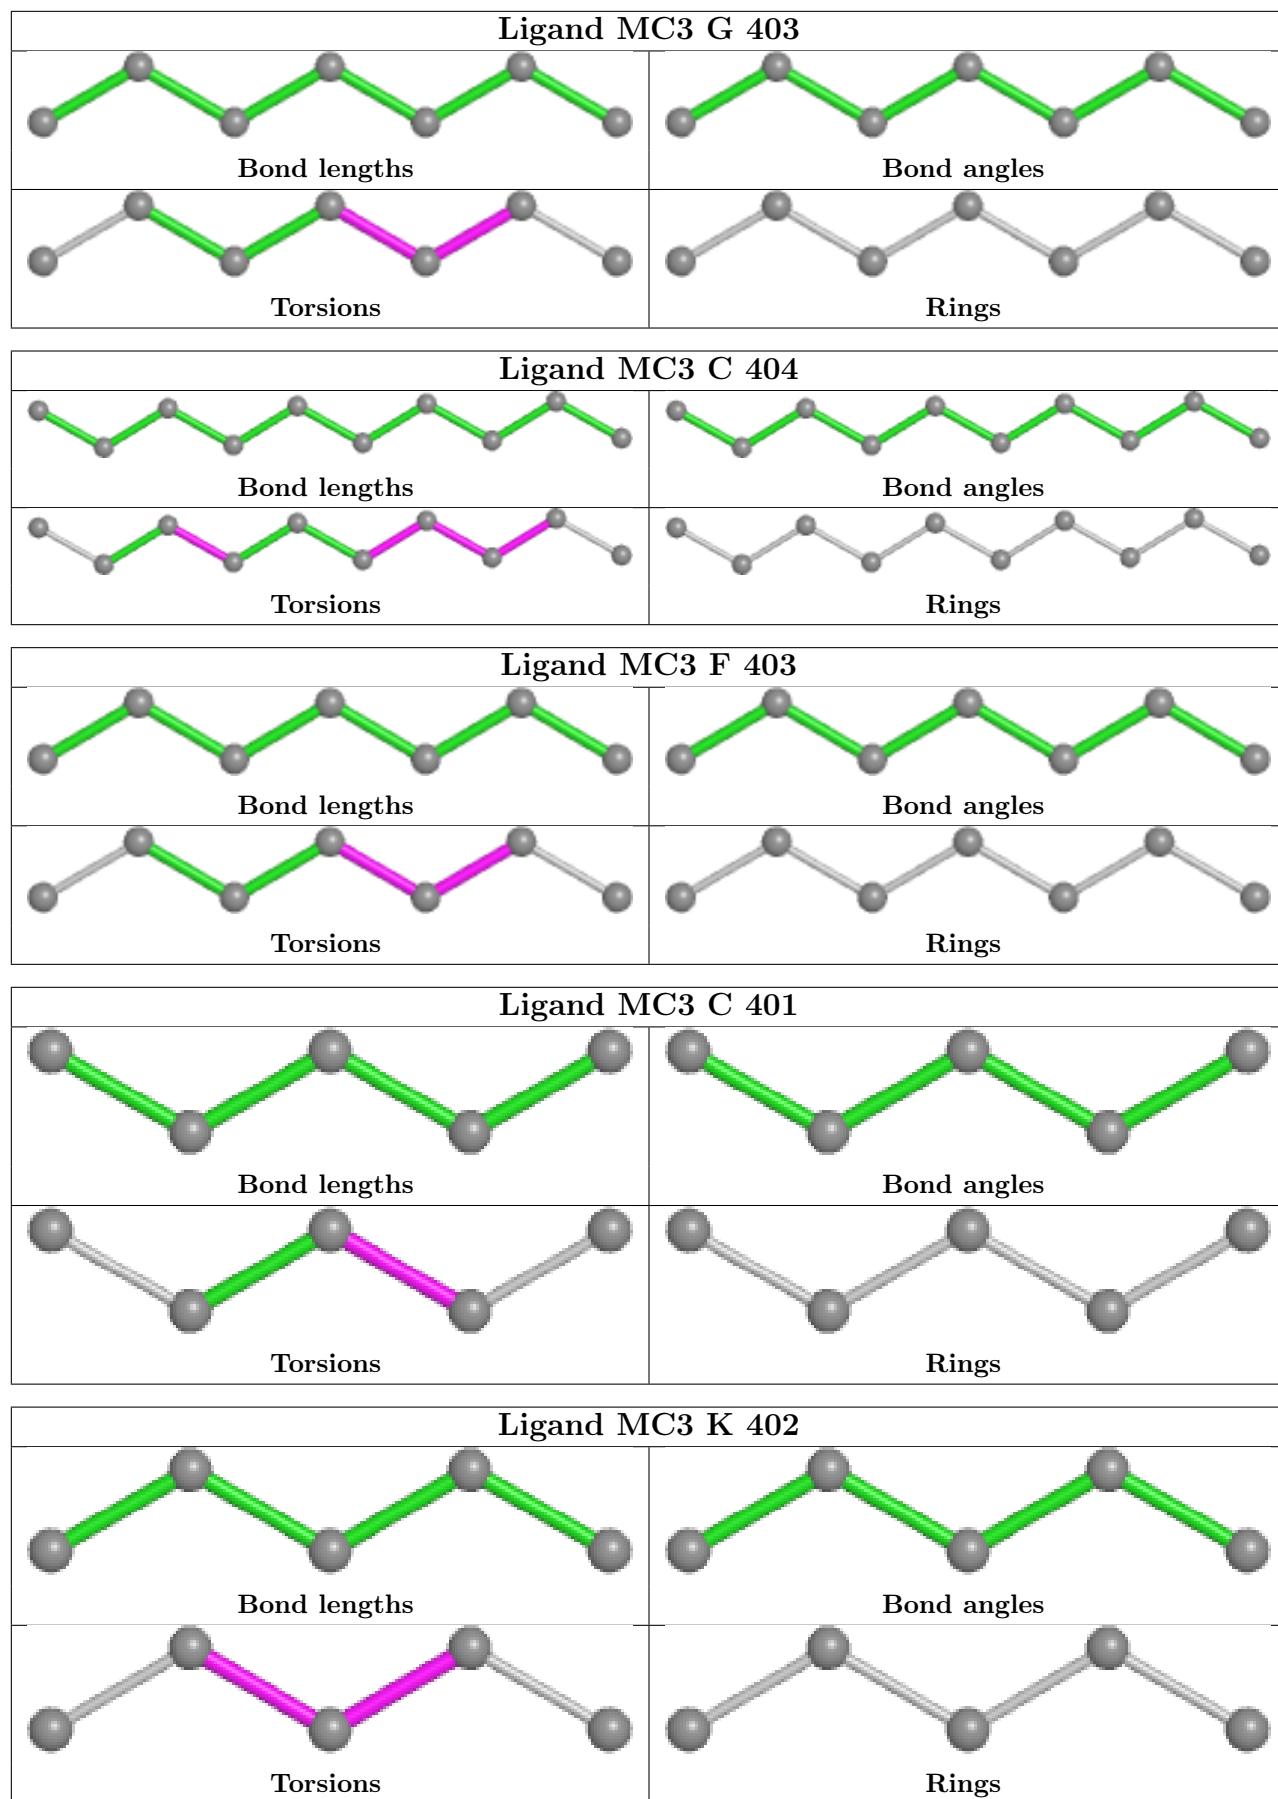 Ligand MC3 G 403
Bond lengths
Bond angles
Torsions
Rings
Ligand MC3 C 404
Bond lengths
Bond angles
Torsions
Rings
Ligand MC3 F 403
Bond lengths
Bond angles
Torsions
Rings
Ligand MC3 C 401
Bond lengths
Bond angles
Torsions
Rings
Ligand MC3 K 402
Bond lengths
Bond angles
Torsions
Rings